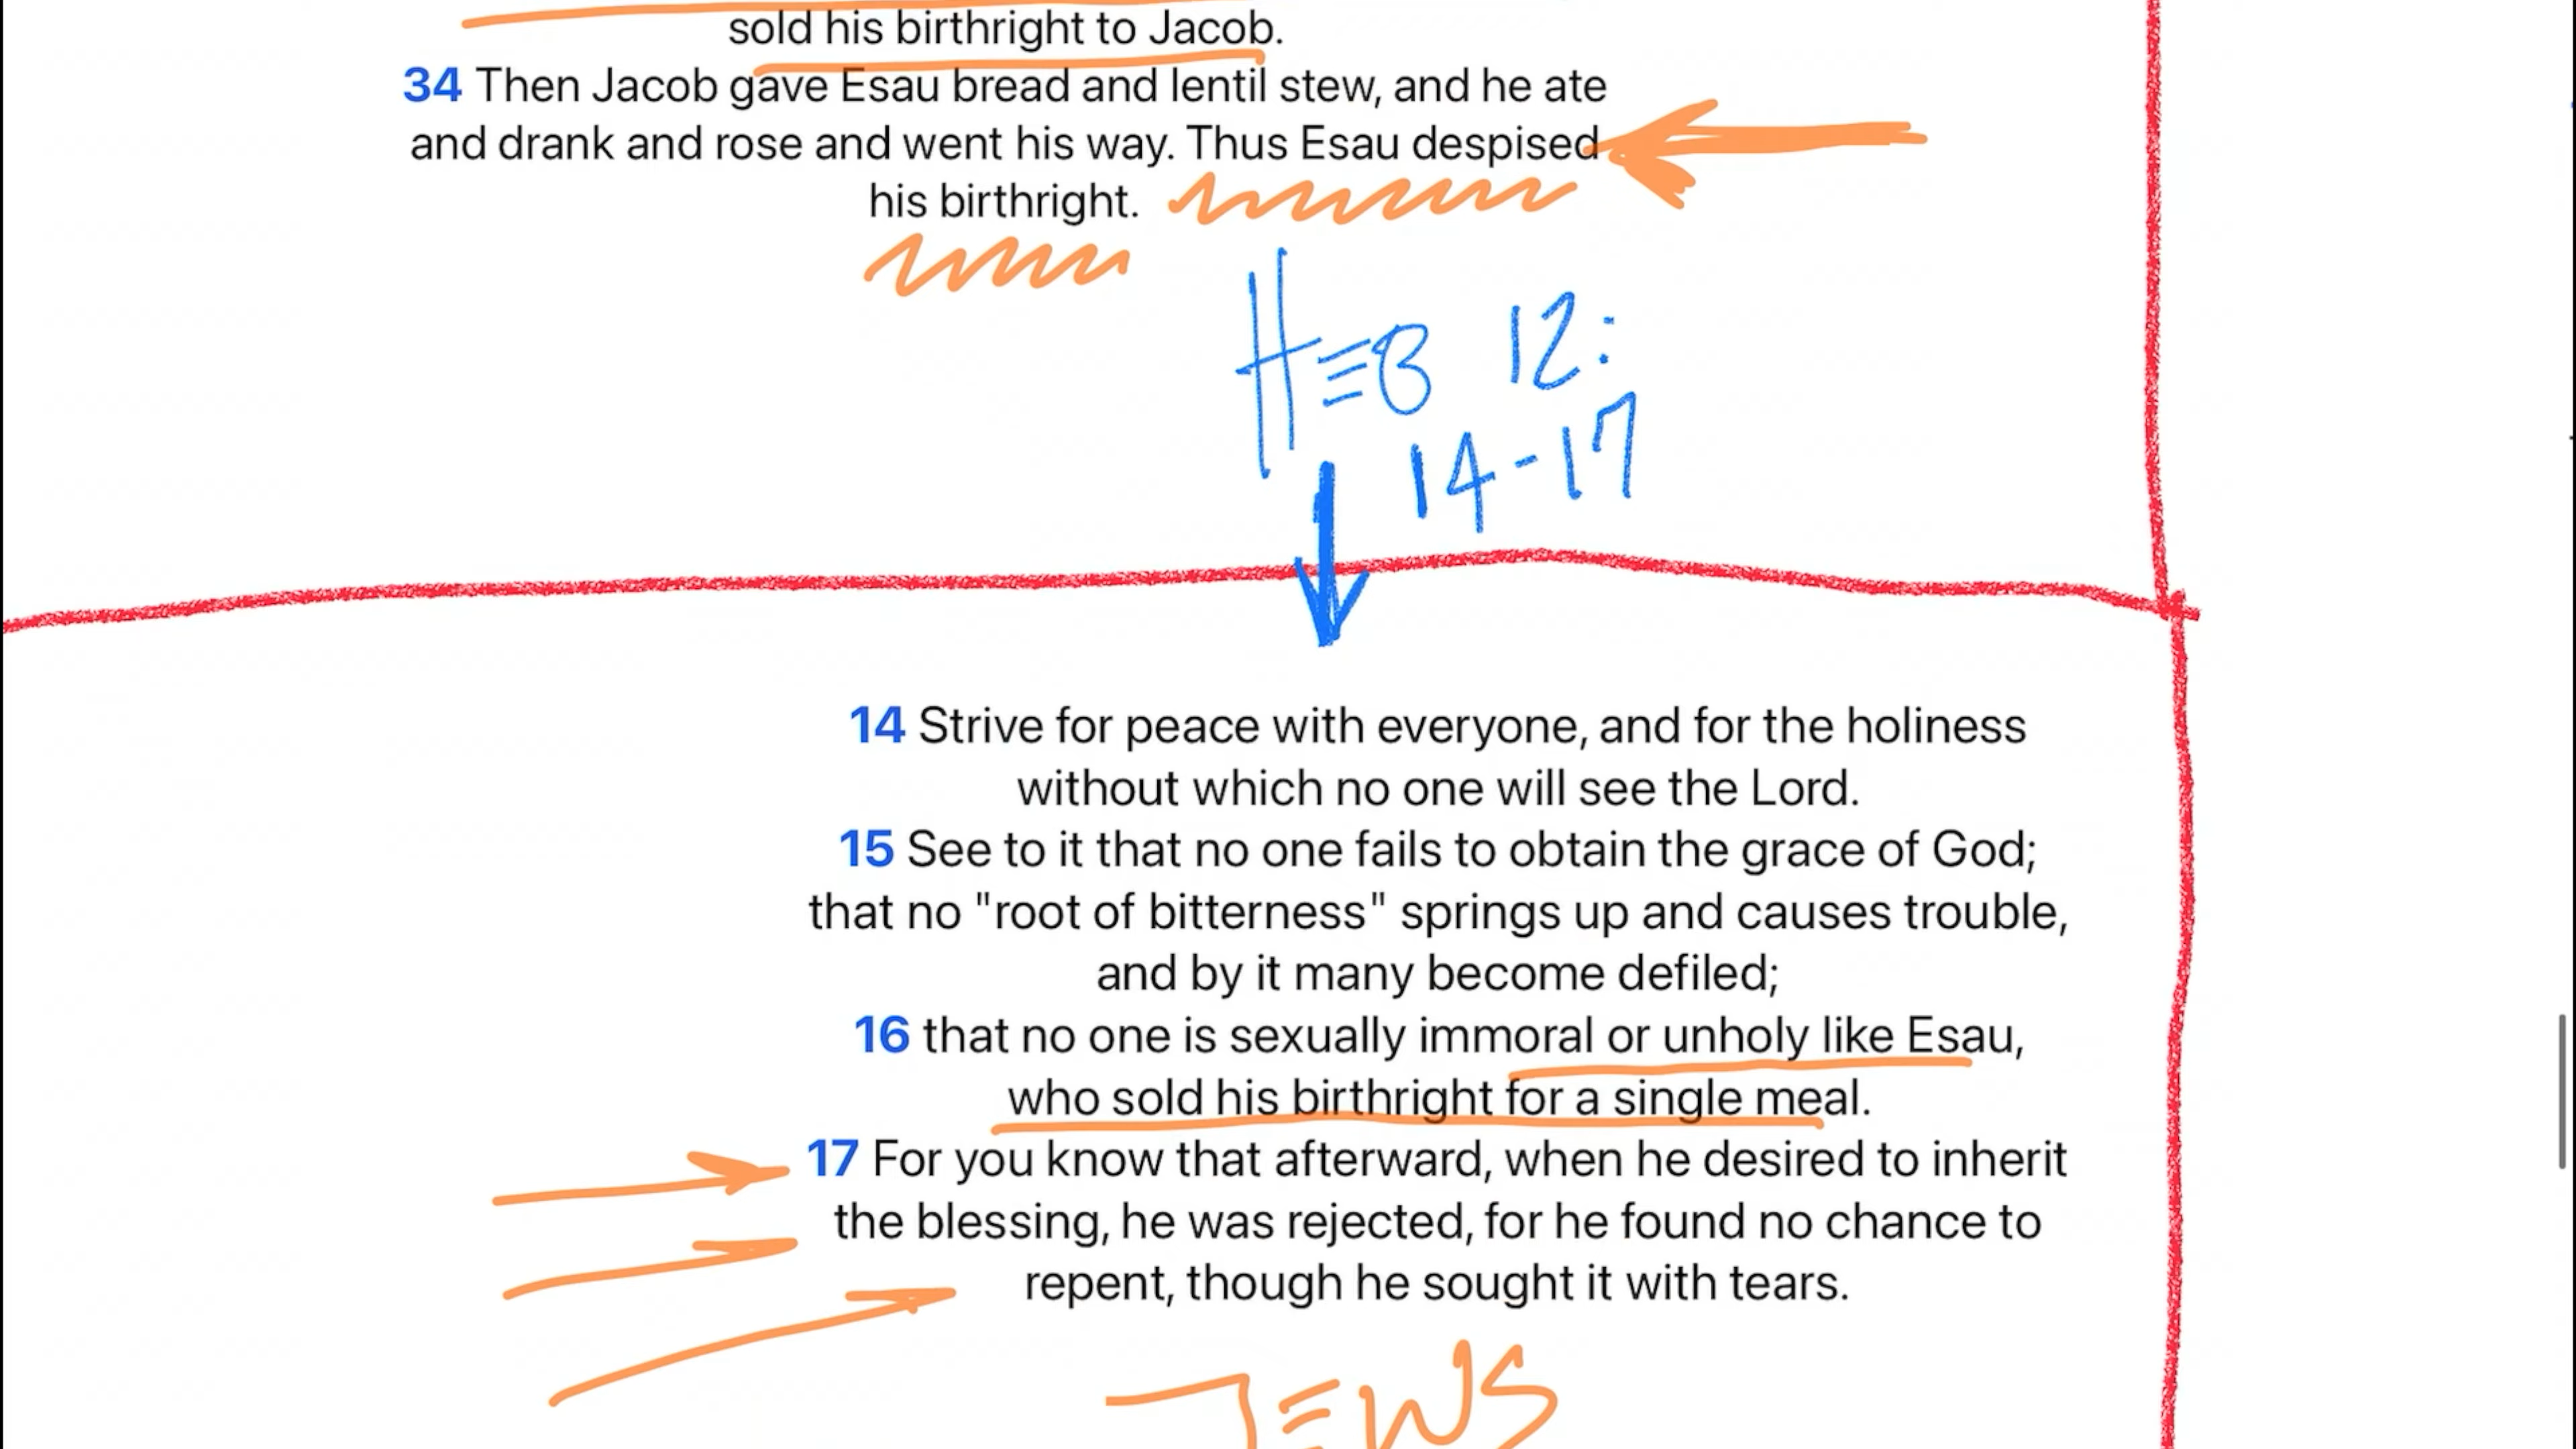 sold his birthright to Jacob.
34 Then Jacob gave Esau bread and lentil stew, and he ate
and drank and rose and went his way. Thus Esau despised
his birthright.
HEB 12:
14-17
14 Strive for peace with everyone, and for the holiness
without which no one will see the Lord.
15 See to it that no one fails to obtain the grace of God;
that no "root of bitterness" springs up and causes trouble,
and by it many become defiled;
16 that no one is sexually immoral or unholy like Esau,
who sold his birthright for a single meal.
17 For you know that afterward, when he desired to inherit
the blessing, he was rejected, for he found no chance to
repent, though he sought it with tears.
JEWS